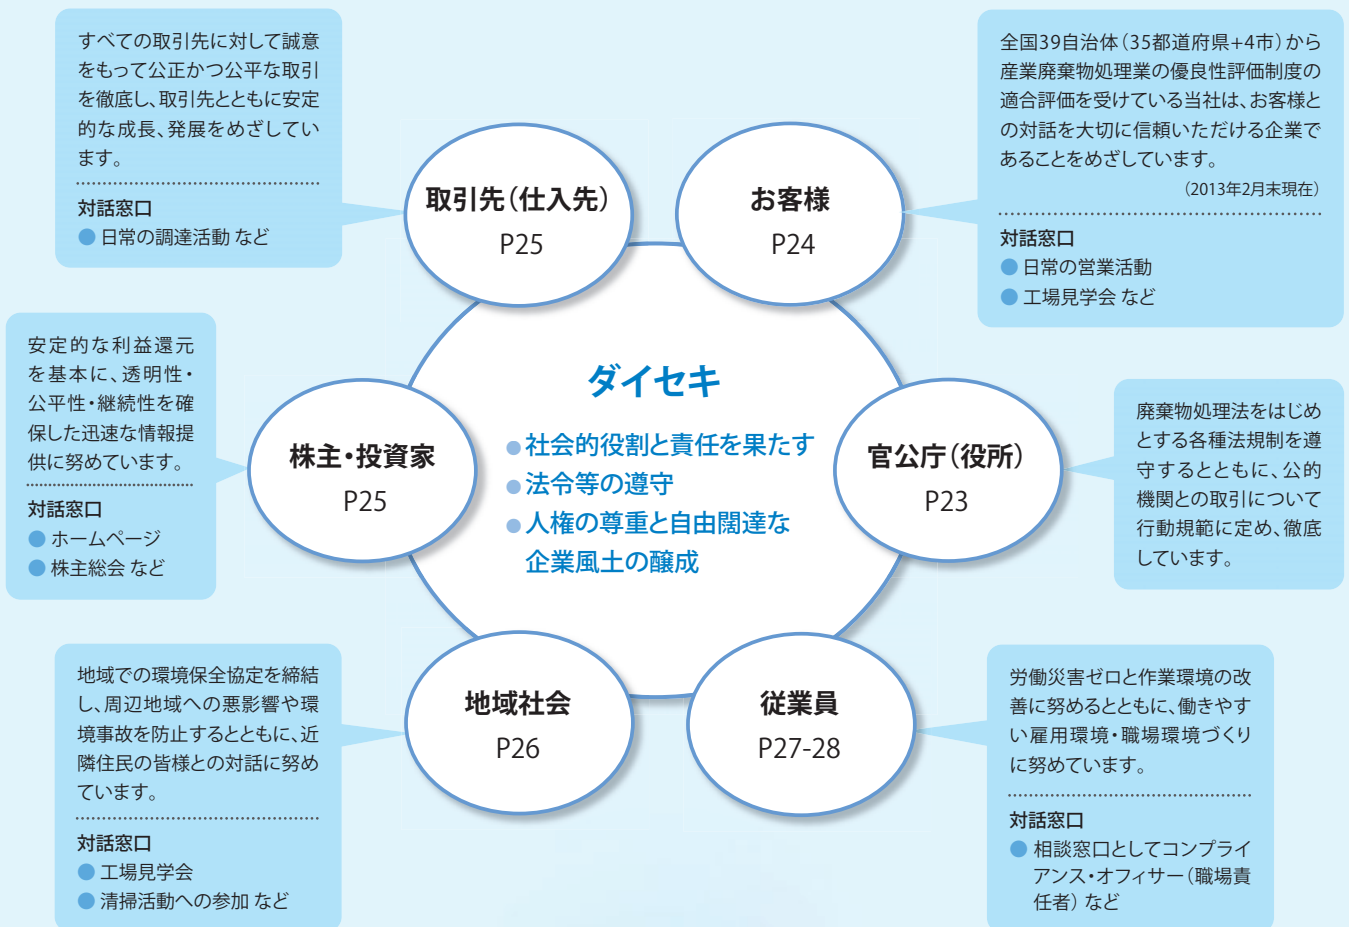 すべての取引先に対して誠意
をもって公正かつ公平な取引
を徹底し、取引先とともに安定
的な成長、発展をめざしてい
ます。
対話窓口
● 日常の調達活動 など
取引先（仕入先）
P25
お客様
P24
全国39自治体（35都道府県+4市）から
産業廃棄物処理業の優良性評価制度の
適合評価を受けている当社は、お客様と
の対話を大切に信頼いただける企業で
あることをめざしています。
（2013年2月末現在）
対話窓口
● 日常の営業活動
● 工場見学会 など
安定的な利益還元
を基本に、透明性・
公平性・継続性を確
保した迅速な情報提
供に努めています。
対話窓口
● ホームページ
● 株主総会 など
株主・投資家
P25
ダイセキ
●社会的役割と責任を果たす
●法令等の遵守
●人権の尊重と自由闊達な
企業風土の醸成
官公庁（役所）
P23
廃棄物処理法をはじめ
とする各種法規制を遵
守するとともに、公的
機関との取引について
行動規範に定め、徹底
しています。
地域での環境保全協定を締結
し、周辺地域への悪影響や環
境事故を防止するとともに、近
隣住民の皆様との対話に努め
ています。
対話窓口
● 工場見学会
● 清掃活動への参加 など
地域社会
P26
従業員
P27-28
労働災害ゼロと作業環境の改
善に努めるとともに、働きやす
い雇用環境・職場環境づくり
に努めています。
対話窓口
● 相談窓口としてコンプライ
アンス・オフィサー（職場責
任者）など